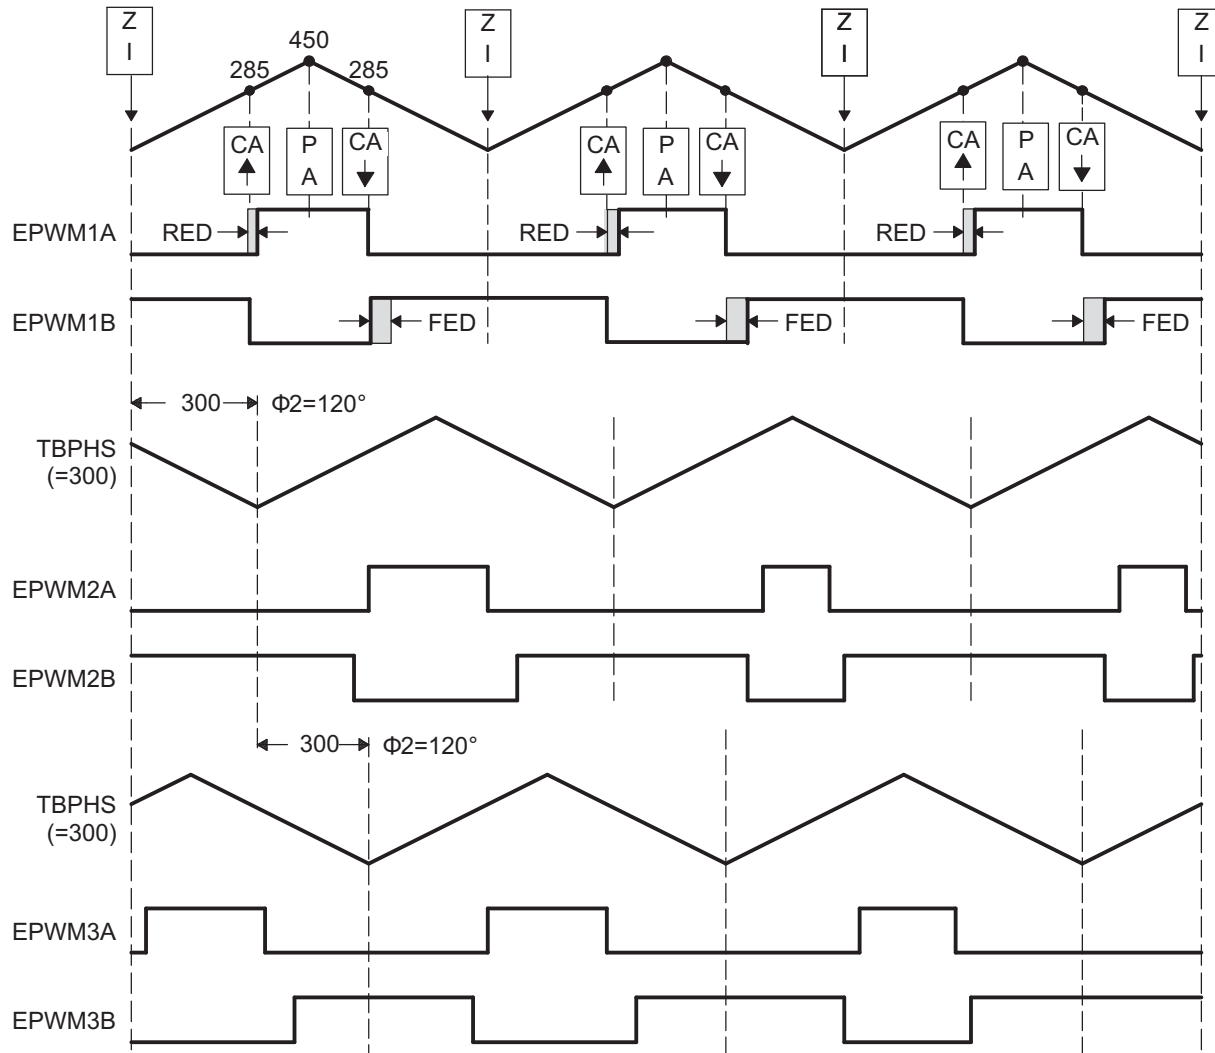 Z
I
Z
I
Z
I
Z
I
450
285
285
CA
P
A
CA
CA
P
A
CA
CA
P
A
CA
EPWM1A
RED
RED
RED
EPWM1B
FED
FED
FED
300
Φ2=120°
TBPHS
(=300)
EPWM2A
EPWM2B
300
Φ2=120°
TBPHS
(=300)
EPWM3A
EPWM3B